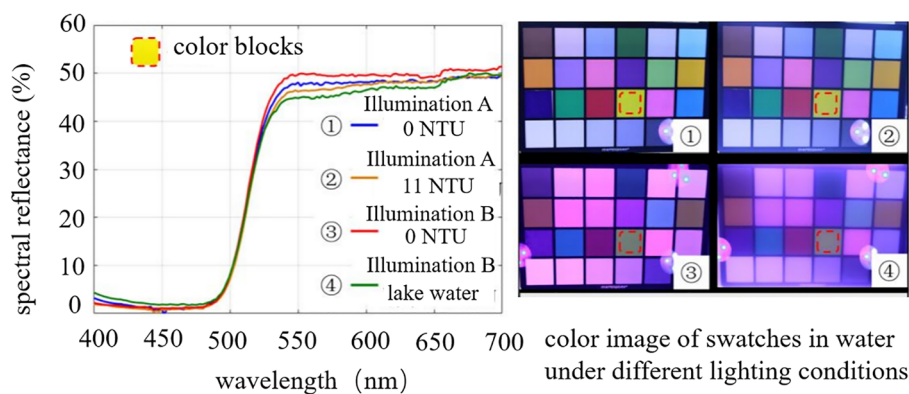 60
50
40
30
20
10
0
spectral reflectance (%)
color blocks
Illumination A
① 0 NTU
Illumination A
② 11 NTU
Illumination B
③ 0 NTU
Illumination B
④ lake water
400 450 500 550 600 650 700
wavelength (nm)
①
②
③
④
color image of swatches in water
under different lighting conditions